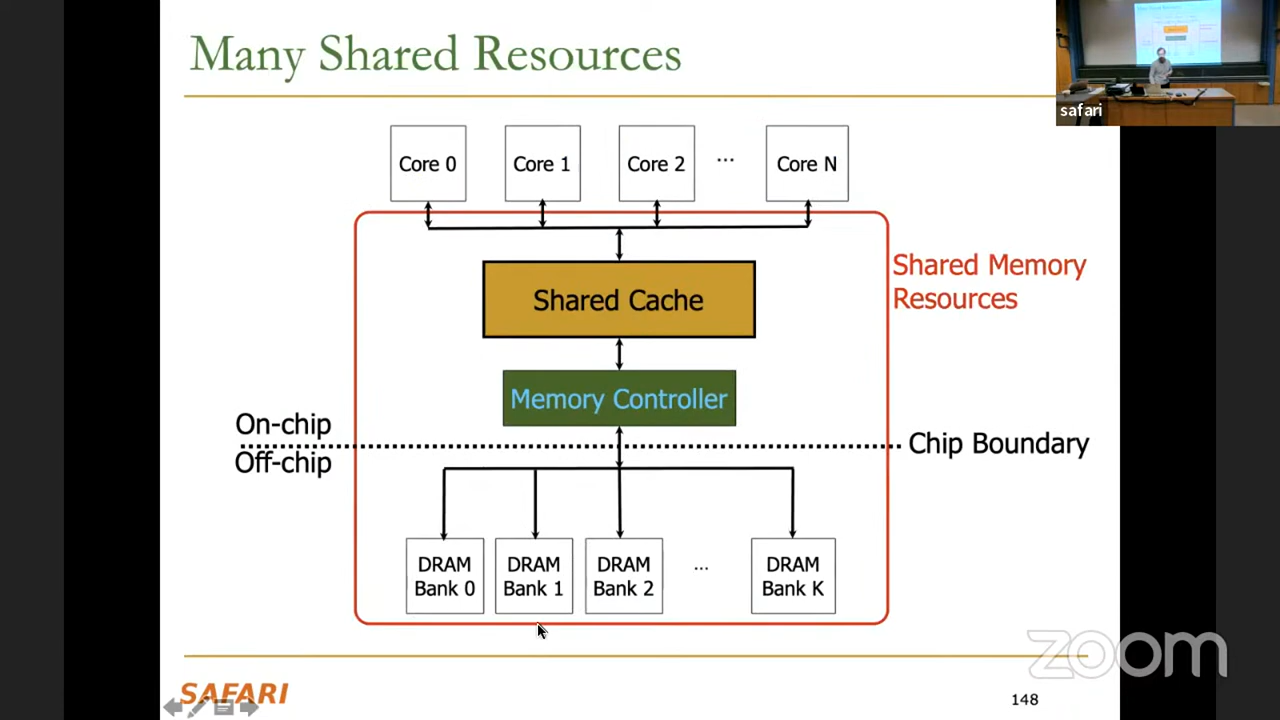 Many Shared Resources
safari
Core 0
Core 1
Core 2
...
Core N
Shared Memory
Resources
Shared Cache
Memory Controller
On-chip
Off-chip
Chip Boundary
DRAM
Bank 0
DRAM
Bank 1
DRAM
Bank 2
...
DRAM
Bank K
zoom
SAFARI
148